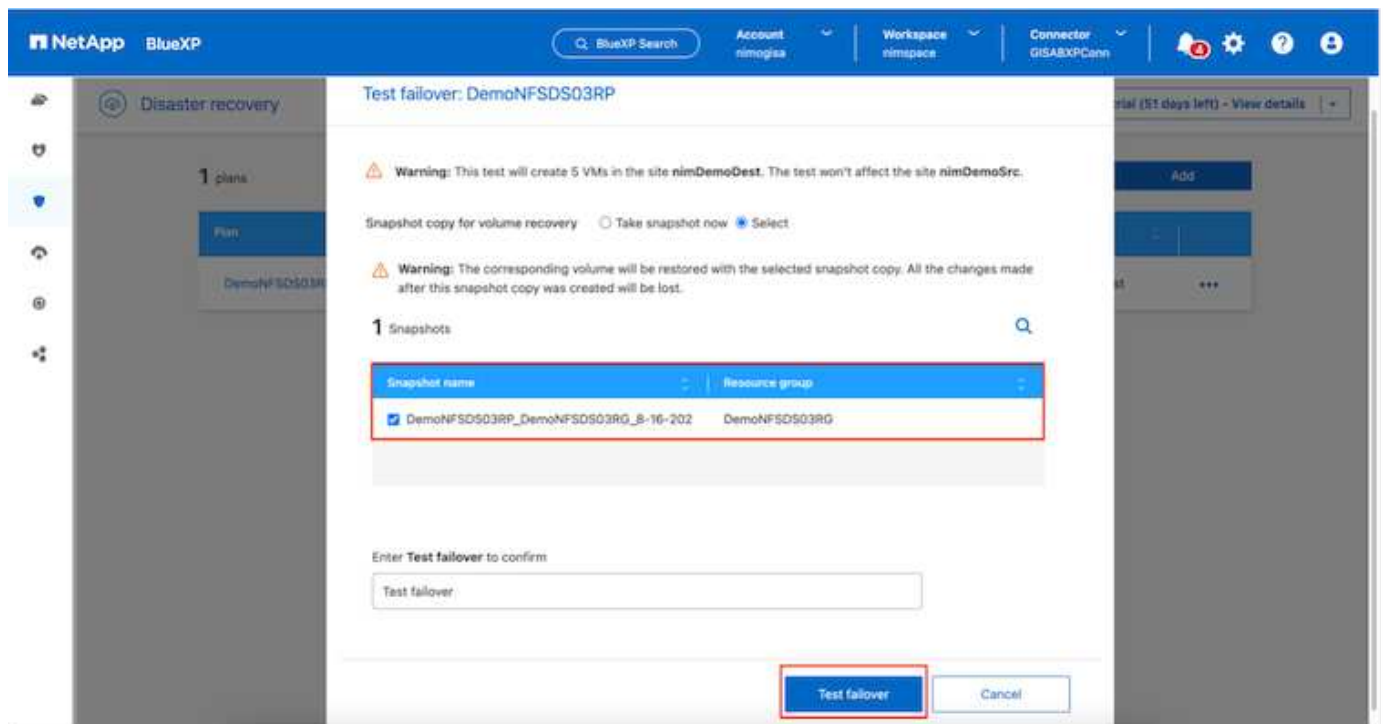 NetApp BlueXP
BlueXP Search
Account
nimogisa
Workspace
nimspace
Connector
GISABXPConn
4
Disaster recovery
Test failover: DemoNFSDS03RP
trial (51 days left) - View details
1 plans
Warning: This test will create 5 VMs in the site nimDemoDest. The test won't affect the site nimDemoSrc.
Add
Snapshot copy for volume recovery Take snapshot now Select
Plan
Warning: The corresponding volume will be restored with the selected snapshot copy. All the changes made
after this snapshot copy was created will be lost.
DemoNFSDS03R
1 Snapshots
Snapshot name Resource group
DemoNFSDS03RP_DemoNFSDS03RG_8-16-202 DemoNFSDS03RG
Enter Test failover to confirm
Test failover
Test failover Cancel